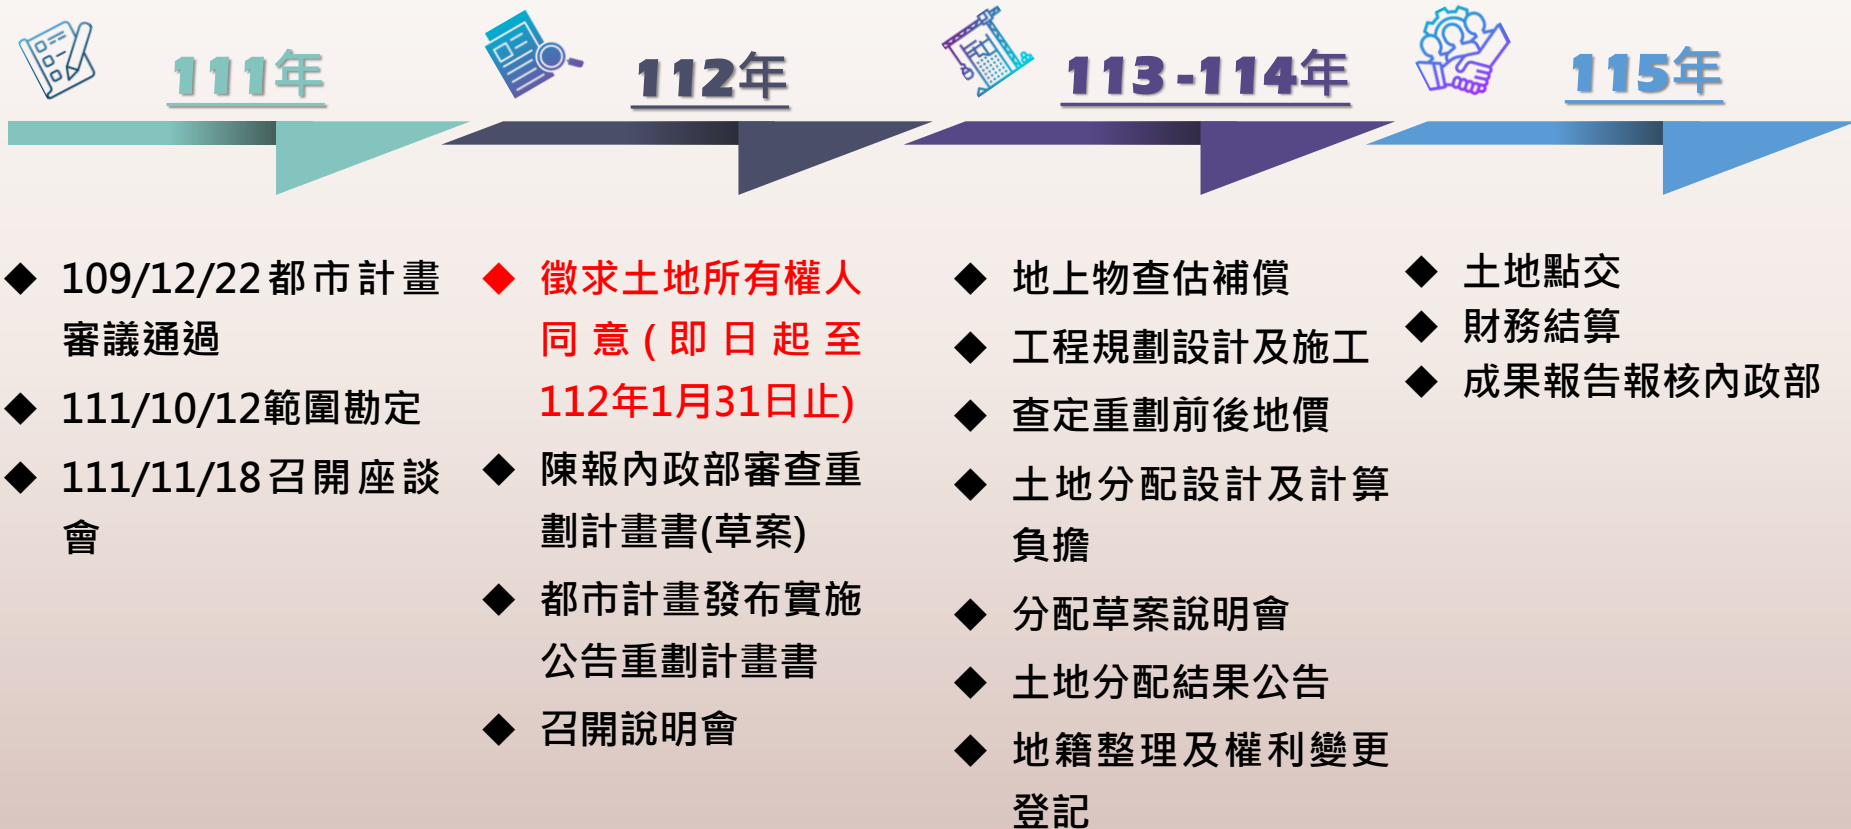 111年
109/12/22都市計畫
審議通過
111/10/12範圍勘定
111/11/18召開座談
會
112年
徵求土地所有權人
同意(即日起至
112年1月31日止)
陳報內政部審查重
劃計畫書(草案)
都市計畫發布實施
公告重劃計畫書
召開說明會
113-114年
地上物查估補償
工程規劃設計及施工
查定重劃前後地價
土地分配設計及計算
負擔
分配草案說明會
土地分配結果公告
地籍整理及權利變更
登記
115年
土地點交
財務結算
成果報告報核內政部